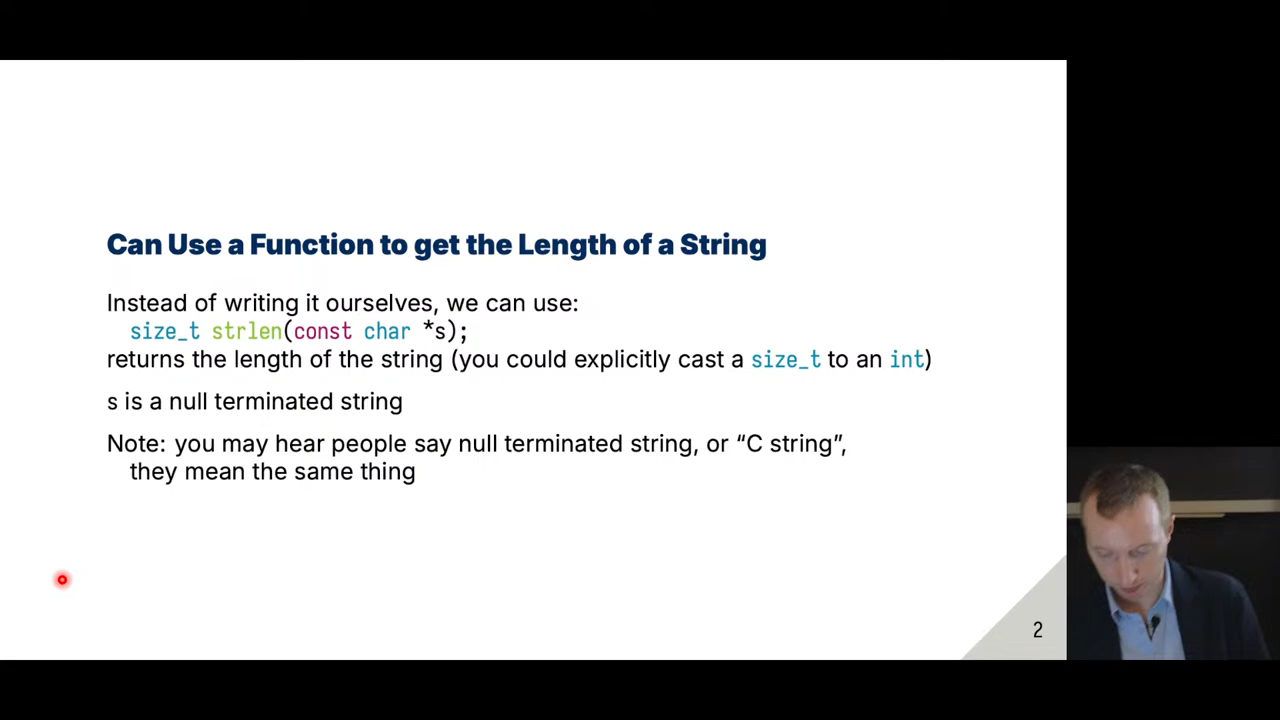 Can Use a Function to get the Length of a String
Instead of writing it ourselves, we can use:
size_t strlen(const char *s);
returns the length of the string (you could explicitly cast a size_t to an int)
s is a null terminated string
Note: you may hear people say null terminated string, or “C string”,
they mean the same thing
2